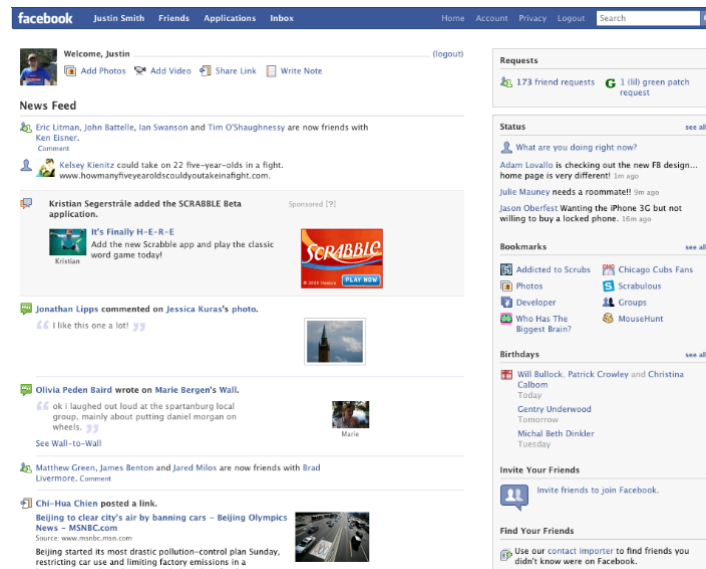 facebook Justin Smith Friends Applications Inbox Home Account Privacy Logout Search
Welcome, Justin (logout)
Add Photos Add Video Share Link Write Note
News Feed
Eric Litman, John Battelle, Ian Swanson and Tim O'Shaughnessy are now friends with
Ken Eisner.
Comment
Kelsey Kienitz could take on 22 five-year-olds in a fight.
www.howmanyfiveyearoldscouldyoutakeinafight.com
Kristian Segerstråle added the SCRABBLE Beta
application.
Sponsored [?]
It's Finally H-E-R-E
Add the new Scrabble app and play the classic
word game today!
Kristian
SCRABBLE
PLAY NOW
Jonathan Lipps commented on Jessica Kuras's photo.
“ I like this one a lot! ”
Olivia Peden Baird wrote on Marie Bergen's Wall.
“ ok i laughed out loud at the spartanburg local
group, mainly about putting daniel morgan on
wheels. ”
Marie
See Wall-to-Wall
Matthew Green, James Benton and Jared Milos are now friends with Brad
Livermore. Comment
Chi-Hua Chien posted a link.
Beijing to clear city's air by banning cars - Beijing Olympics
News - MSNBC.com
Source: www.msnbc.msn.com
Beijing started its most drastic pollution-control plan Sunday,
restricting car use and limiting factory emissions in a
Requests
173 friend requests
1 (lil) green patch
request
Status see all
What are you doing right now?
Adam Lovallo is checking out the new FB design...
home page is very different! 1m ago
Julie Mauney needs a roommate!! 9m ago
Jason Oberfest Wanting the iPhone 3G but not
willing to buy a locked phone. 16m ago
Bookmarks see all
Addicted to Scrubs Chicago Cubs Fans
Photos Scrabulous
Developer Groups
Who Has The
Biggest Brain?
MouseHunt
Birthdays see all
Will Bullock, Patrick Crowley and Christina
Calbom
Today
Gentry Underwood
Tomorrow
Michal Beth Dinkler
Tuesday
Invite Your Friends
Invite friends to join Facebook.
Find Your Friends
Use our contact importer to find friends you
didn't know were on Facebook.